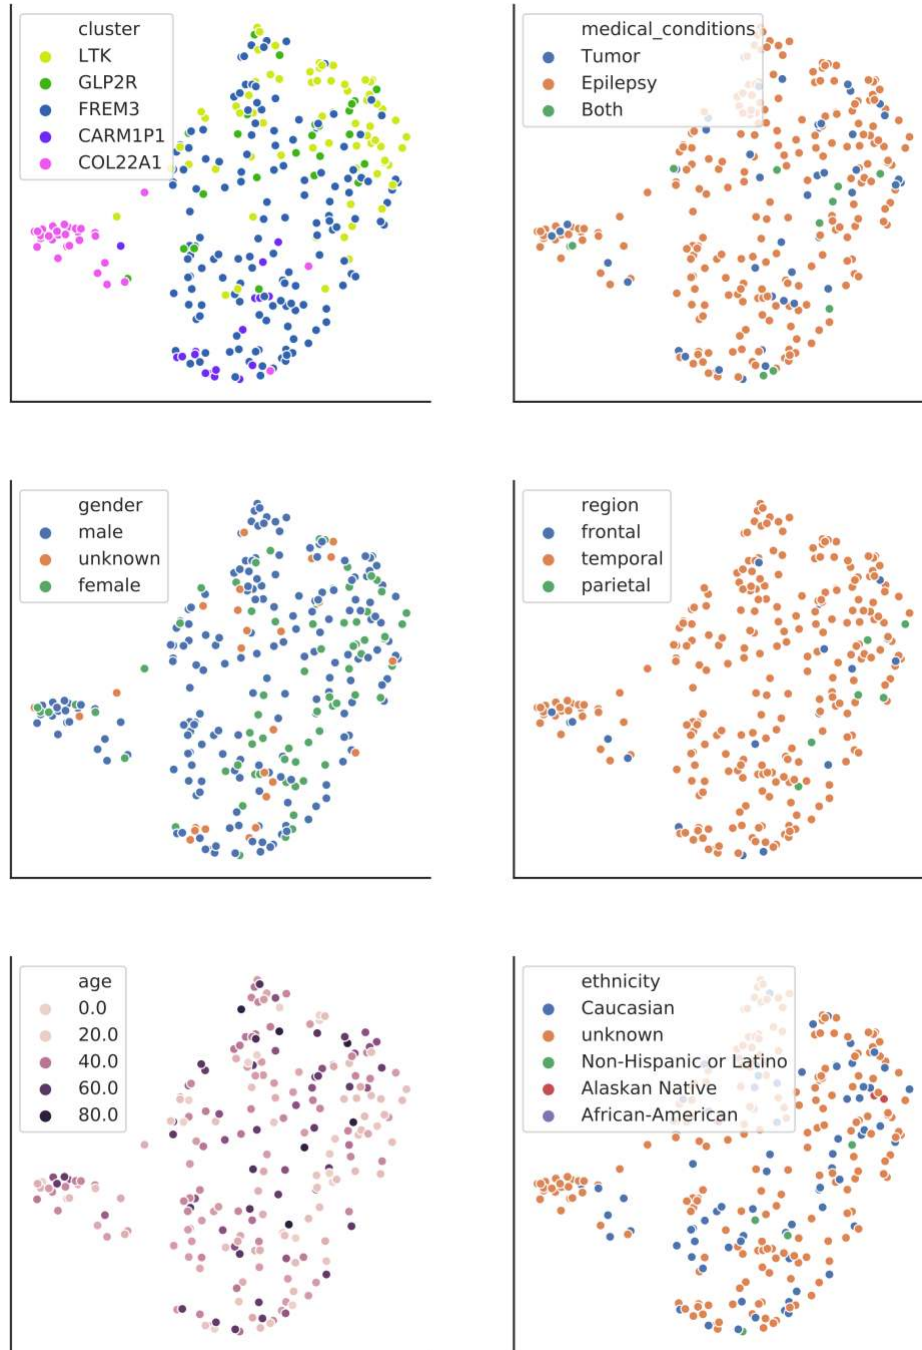 cluster
LTK
GLP2R
FREM3
CARM1P1
COL22A1
medical_conditions
Tumor
Epilepsy
Both
gender
male
unknown
female
region
frontal
temporal
parietal
age
0.0
20.0
40.0
60.0
80.0
ethnicity
Caucasian
unknown
Non-Hispanic or Latino
Alaskan Native
African-American